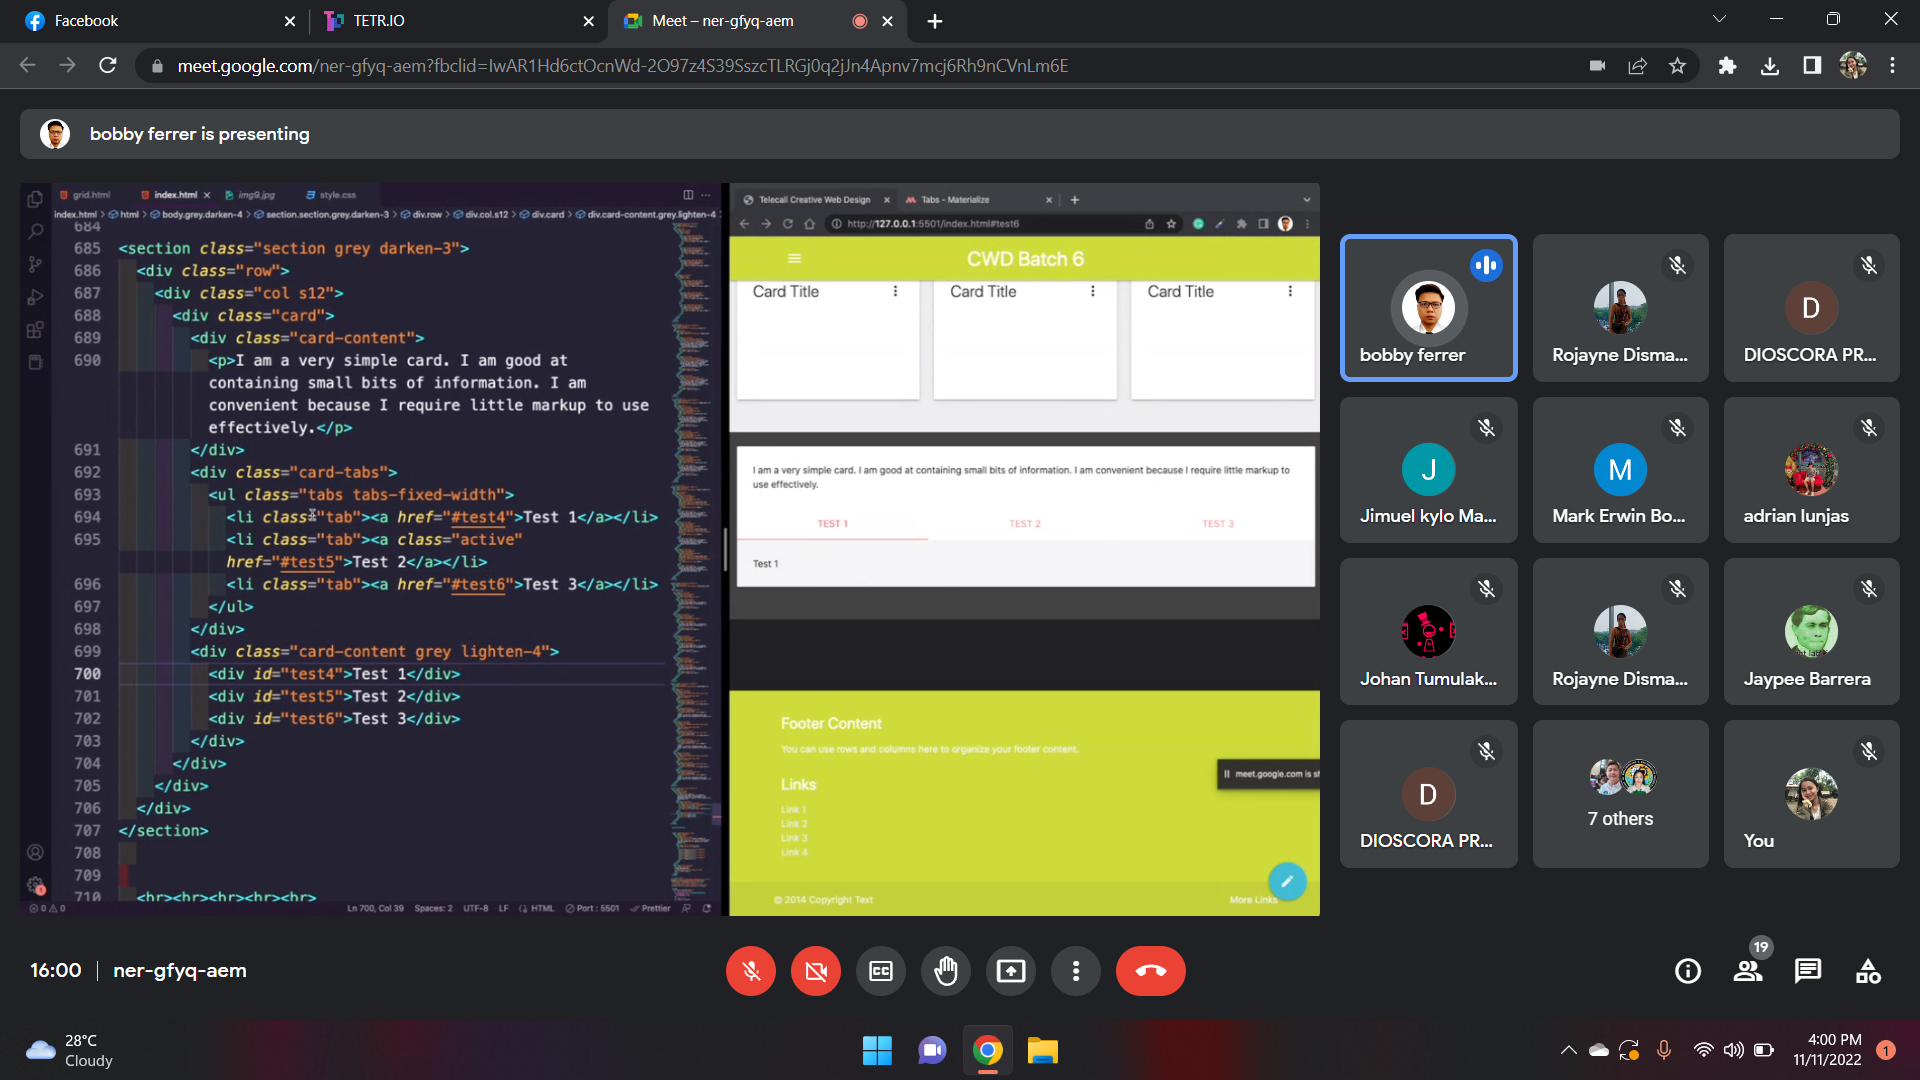 Facebook
TETR.IO
Meet – ner-gfyq-aem
meet.google.com/ner-gfyq-aem?fbclid=IwAR1Hd6ctOcnWd-2O97z4S39SszcTLRGj0q2jJn4Apnv7mcj6Rh9nCVnLm6E
bobby ferrer is presenting
grid.html
index.html
img9.jpg
style.css
index.html > html > body.grey.darken-4 > section.section.grey.darken-3 > div.row > div.col.s12 > div.card > div.card-content.grey.lighten-4
684
685 <section class="section grey darken-3">
686 <div class="row">
687 <div class="col s12">
688 <div class="card">
689 <div class="card-content">
690 <p>I am a very simple card. I am good at
containing small bits of information. I am
convenient because I require little markup to use
effectively.</p>
691 </div>
692 <div class="card-tabs">
693 <ul class="tabs tabs-fixed-width">
694 <li class="tab"><a href="#test4">Test 1</a></li>
695 <li class="tab"><a class="active"
href="#test5">Test 2</a></li>
696 <li class="tab"><a href="#test6">Test 3</a></li>
697 </ul>
698 </div>
699 <div class="card-content grey lighten-4">
700 <div id="test4">Test 1</div>
701 <div id="test5">Test 2</div>
702 <div id="test6">Test 3</div>
703 </div>
704 </div>
705 </div>
706 </div>
707 </section>
708
709
710 <hr><hr><hr><hr><hr>
0 0
Ln 700, Col 39
Spaces: 2
UTF-8
LF
HTML
Port : 5501
Prettier
Telecall Creative Web Design
Tabs - Materialize
http://127.0.0.1:5501/index.html#test6
CWD Batch 6
Card Title
Card Title
Card Title
I am a very simple card. I am good at containing small bits of information. I am convenient because I require little markup to
use effectively.
TEST 1
TEST 2
TEST 3
Test 1
Footer Content
You can use rows and columns here to organize your footer content.
meet.google.com is
Links
Link 1
Link 2
Link 3
Link 4
© 2014 Copyright Text
More Links
bobby ferrer
Rojayne Disma...
D
DIOSCORA PR...
J
Jimuel kylo Ma...
M
Mark Erwin Bo...
adrian lunjas
Johan Tumulak...
Rojayne Disma...
Jaypee Barrera
D
DIOSCORA PR...
7 others
You
16:00
ner-gfyq-aem
CC
19
28°C
Cloudy
4:00 PM
11/11/2022
1